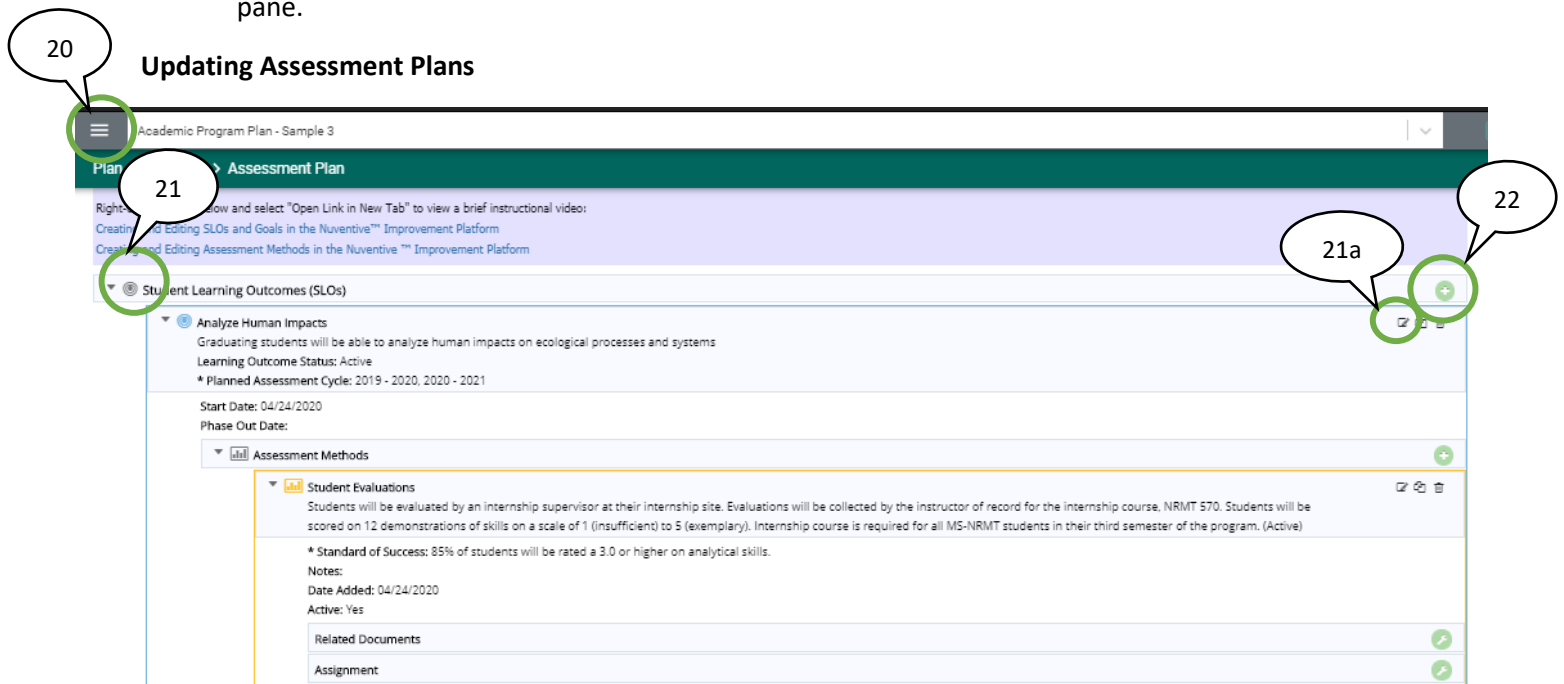 pane.
20
Updating Assessment Plans
Academic Program Plan - Sample 3
Plan > Assessment Plan
21
22
Right- low and select "Open Link in New Tab" to view a brief instructional video:
Creating and Editing SLOs and Goals in the Nuventive™ Improvement Platform
Creating and Editing Assessment Methods in the Nuventive ™ Improvement Platform
21a
Student Learning Outcomes (SLOs)
Analyze Human Impacts
Graduating students will be able to analyze human impacts on ecological processes and systems
Learning Outcome Status: Active
* Planned Assessment Cycle: 2019 - 2020, 2020 - 2021
Start Date: 04/24/2020
Phase Out Date:
Assessment Methods
Student Evaluations
Students will be evaluated by an internship supervisor at their internship site. Evaluations will be collected by the instructor of record for the internship course, NRMT 570. Students will be
scored on 12 demonstrations of skills on a scale of 1 (insufficient) to 5 (exemplary). Internship course is required for all MS-NRMT students in their third semester of the program. (Active)
* Standard of Success: 85% of students will be rated a 3.0 or higher on analytical skills.
Notes:
Date Added: 04/24/2020
Active: Yes
Related Documents
Assignment